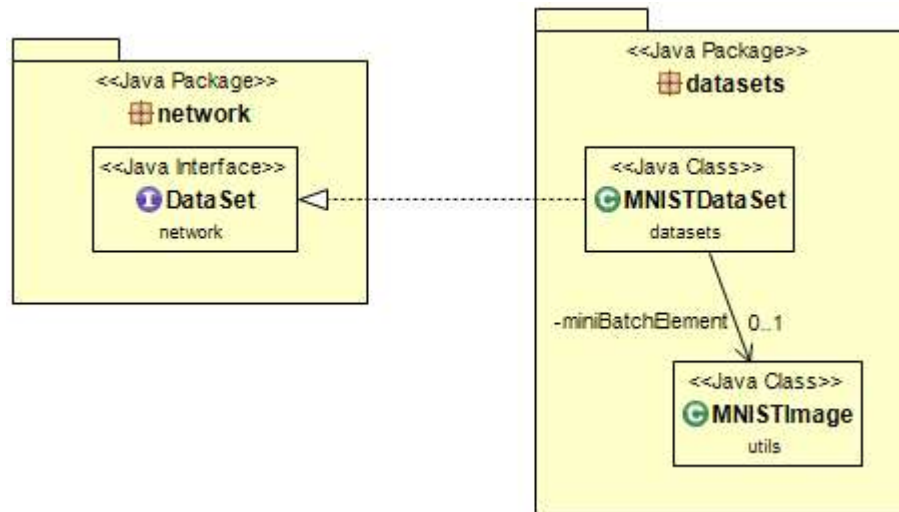 <<Java Package>>
network
<<Java Interface>>
DataSet
network
<<Java Package>>
datasets
<<Java Class>>
MNISTDataSet
datasets
-miniBatchElement 0..1
<<Java Class>>
MNISTImage
utils